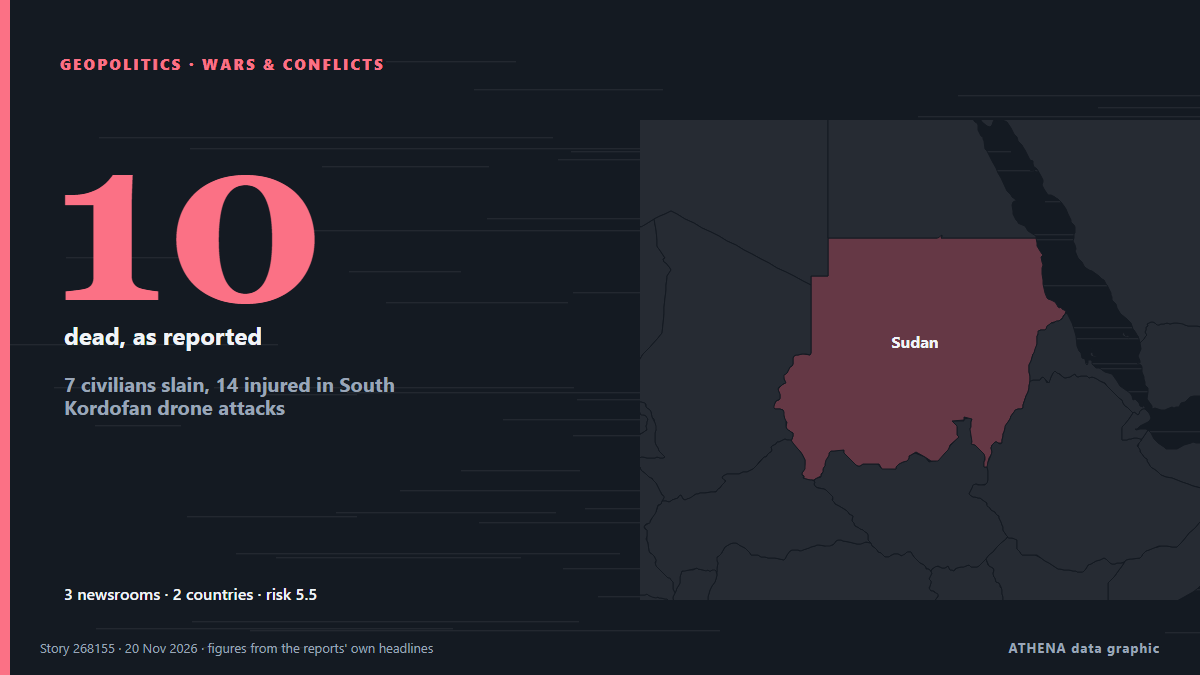 GEOPOLITICS · WARS & CONFLICTS
10
dead, as reported
7 civilians slain, 14 injured in South
Kordofan drone attacks
Sudan
3 newsrooms · 2 countries · risk 5.5
Story 268155 · 20 Nov 2026 · figures from the reports' own headlines
ATHENA data graphic